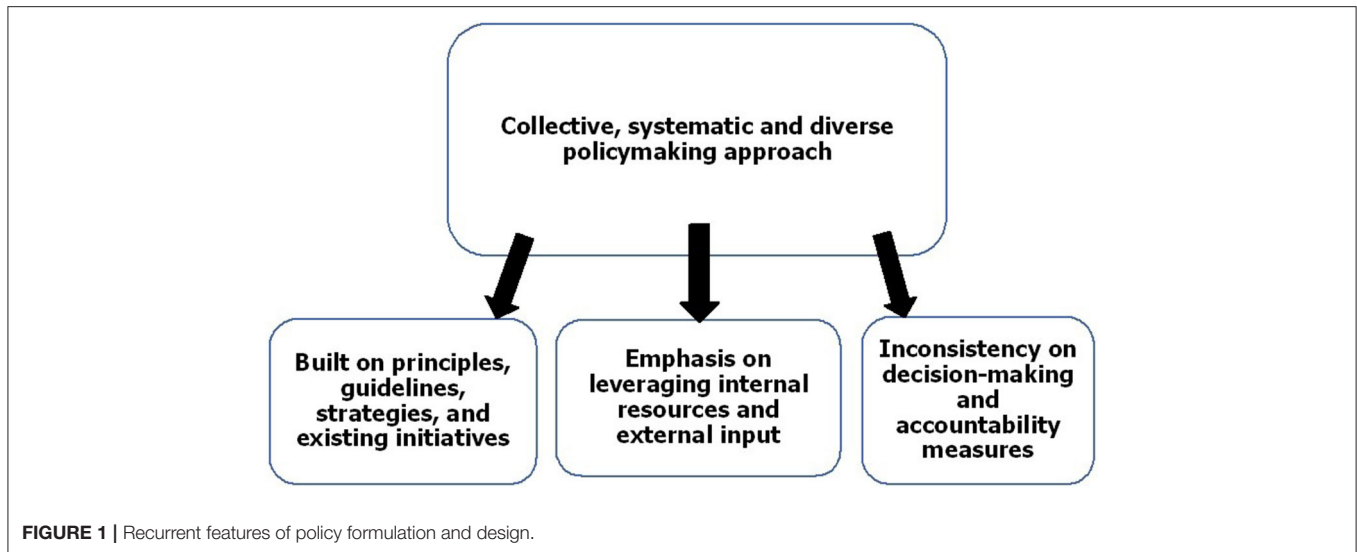 Collective, systematic and diverse
policymaking approach
Built on principles,
guidelines,
strategies, and
existing initiatives
Emphasis on
leveraging internal
resources and
external input
Inconsistency on
decision-making
and
accountability
measures
FIGURE 1 | Recurrent features of policy formulation and design.